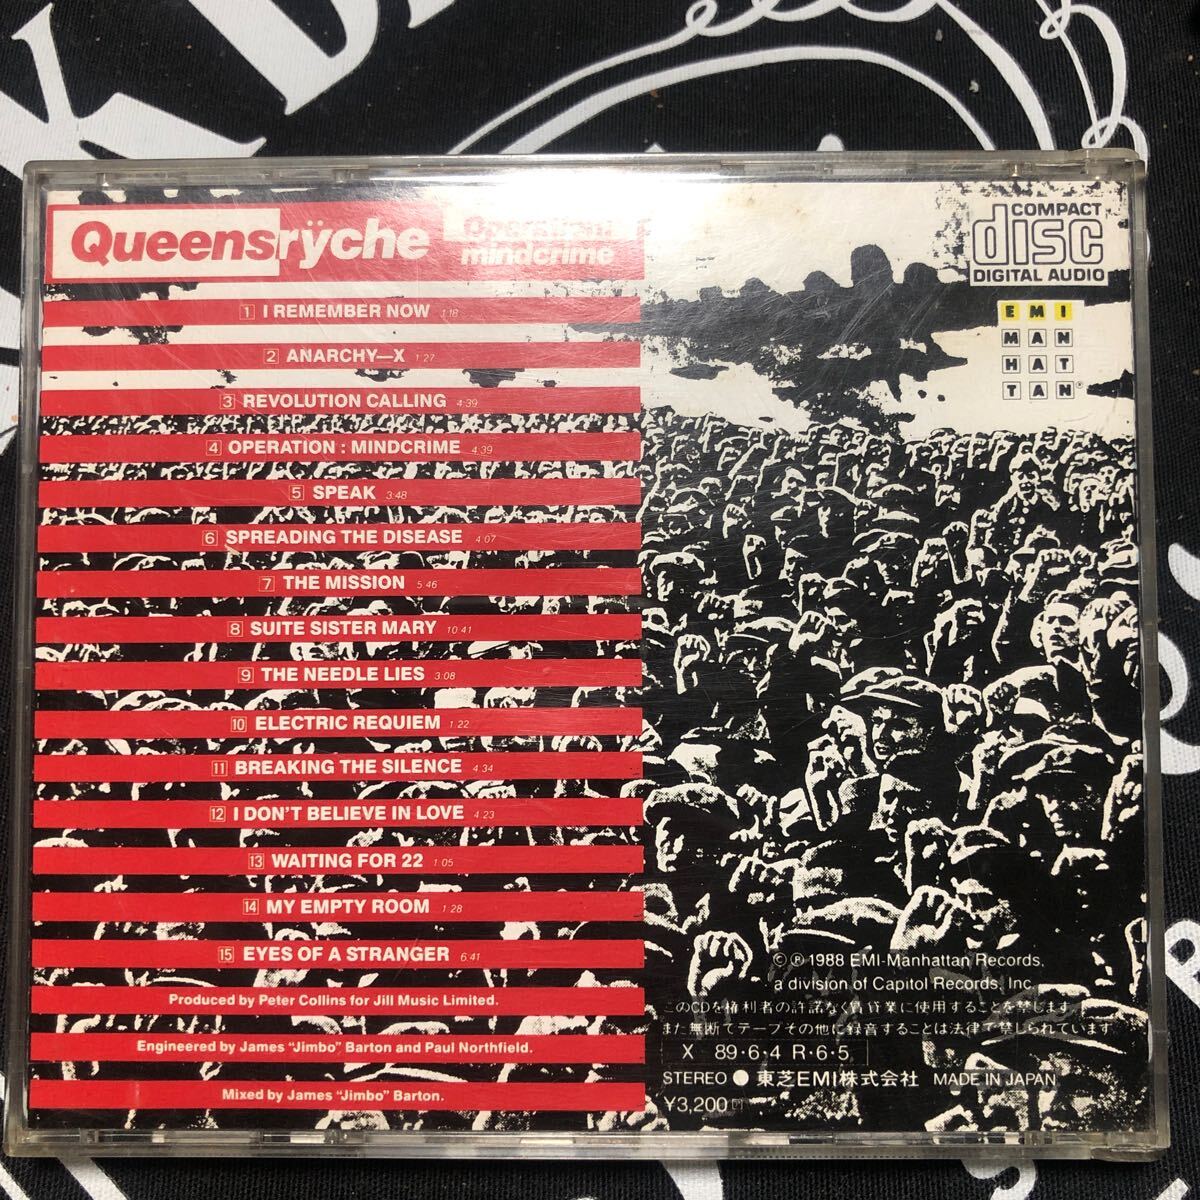 Queensrÿche
Operation:
mindcrime
COMPACT
disc
DIGITAL AUDIO
EMI
MAN
HAT
TAN®
1 I REMEMBER NOW 1:18
2 ANARCHY—X 1:27
3 REVOLUTION CALLING 4:39
4 OPERATION : MINDCRIME 4:39
5 SPEAK 3:48
6 SPREADING THE DISEASE 4:07
7 THE MISSION 5:46
8 SUITE SISTER MARY 10:41
9 THE NEEDLE LIES 3:08
10 ELECTRIC REQUIEM 1:22
11 BREAKING THE SILENCE 4:34
12 I DON'T BELIEVE IN LOVE 4:23
13 WAITING FOR 22 1:05
14 MY EMPTY ROOM 1:28
15 EYES OF A STRANGER 6:41
Produced by Peter Collins for Jill Music Limited.
Engineered by James "Jimbo" Barton and Paul Northfield.
Mixed by James "Jimbo" Barton.
© ℗ 1988 EMI-Manhattan Records,
a division of Capitol Records, Inc.
このCDを権利者の許諾なく賃貸業に使用することを禁じます
また無断でテープその他に録音することは法律で禁じられています
X 89・6・4 R・6・5
STEREO ● 東芝EMI株式会社 MADE IN JAPAN
¥3,200